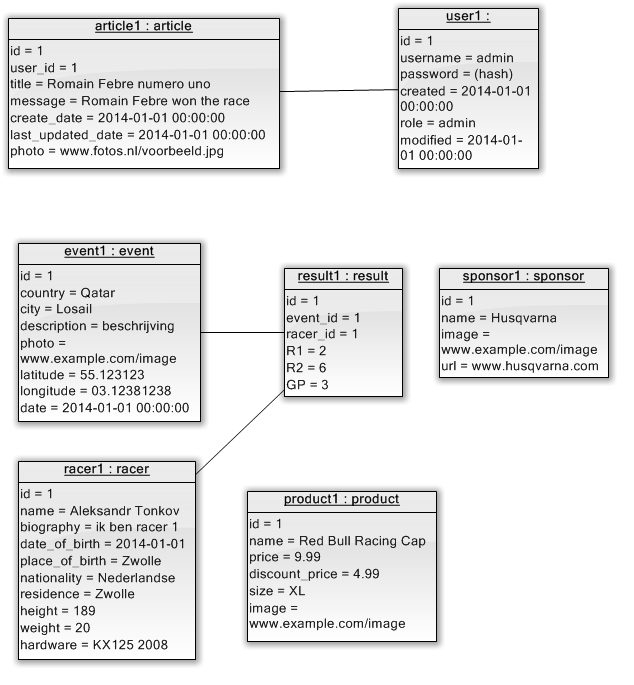 article1 : article
id = 1
user_id = 1
title = Romain Febre numero uno
message = Romain Febre won the race
create_date = 2014-01-01 00:00:00
last_updated_date = 2014-01-01 00:00:00
photo = www.fotos.nl/voorbeeld.jpg
user1 :
id = 1
username = admin
password = (hash)
created = 2014-01-01
00:00:00
role = admin
modified = 2014-01-
01 00:00:00
event1 : event
id = 1
country = Qatar
city = Losail
description = beschrijving
photo =
www.example.com/image
latitude = 55.123123
longitude = 03.12381238
date = 2014-01-01 00:00:00
result1 : result
id = 1
event_id = 1
racer_id = 1
R1 = 2
R2 = 6
GP = 3
sponsor1 : sponsor
id = 1
name = Husqvarna
image =
www.example.com/image
url = www.husqvarna.com
racer1 : racer
id = 1
name = Aleksandr Tonkov
biography = ik ben racer 1
date_of_birth = 2014-01-01
place_of_birth = Zwolle
nationality = Nederlandse
residence = Zwolle
height = 189
weight = 20
hardware = KX125 2008
product1 : product
id = 1
name = Red Bull Racing Cap
price = 9.99
discount_price = 4.99
size = XL
image =
www.example.com/image